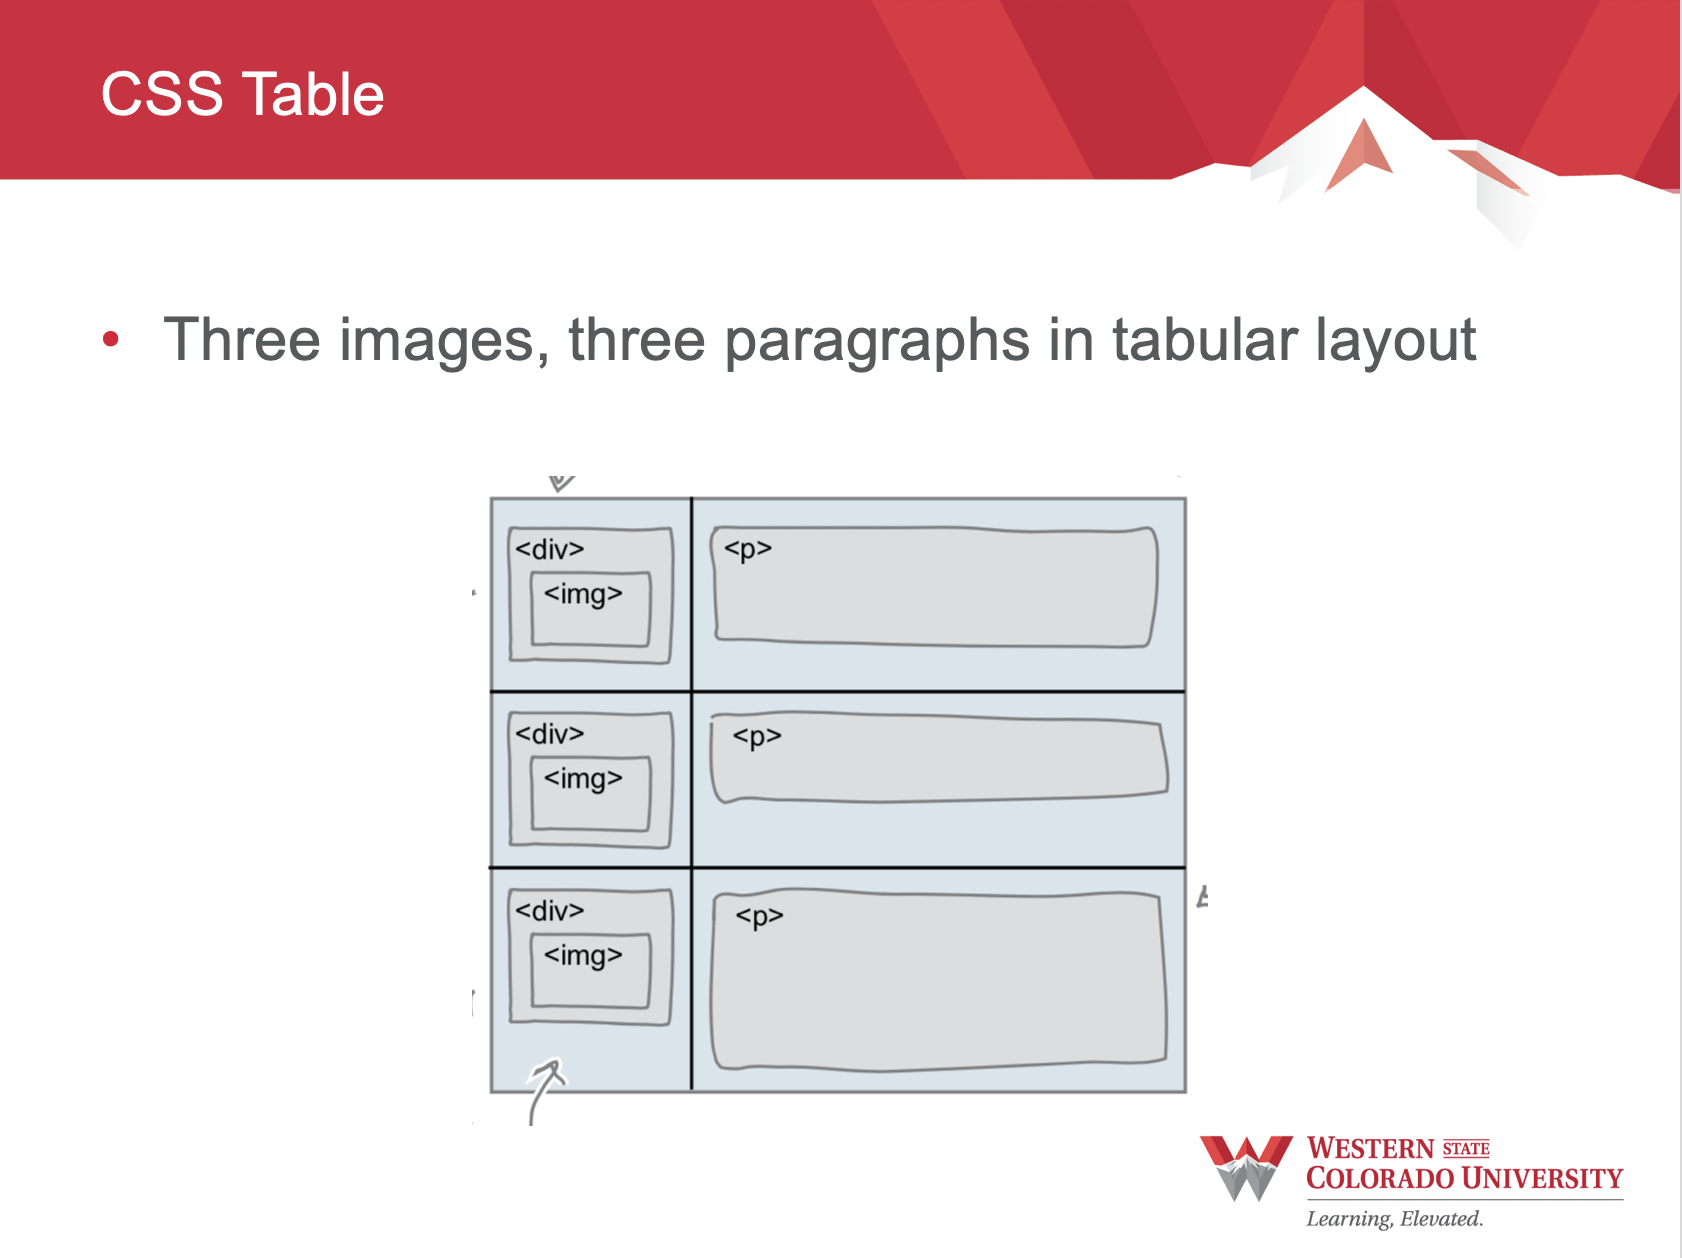 CSS Table
• Three images, three paragraphs in tabular layout
<div>
<img>
<p>
<div>
<img>
<p>
<div>
<img>
<p>
WESTERN STATE
COLORADO UNIVERSITY
Learning, Elevated.